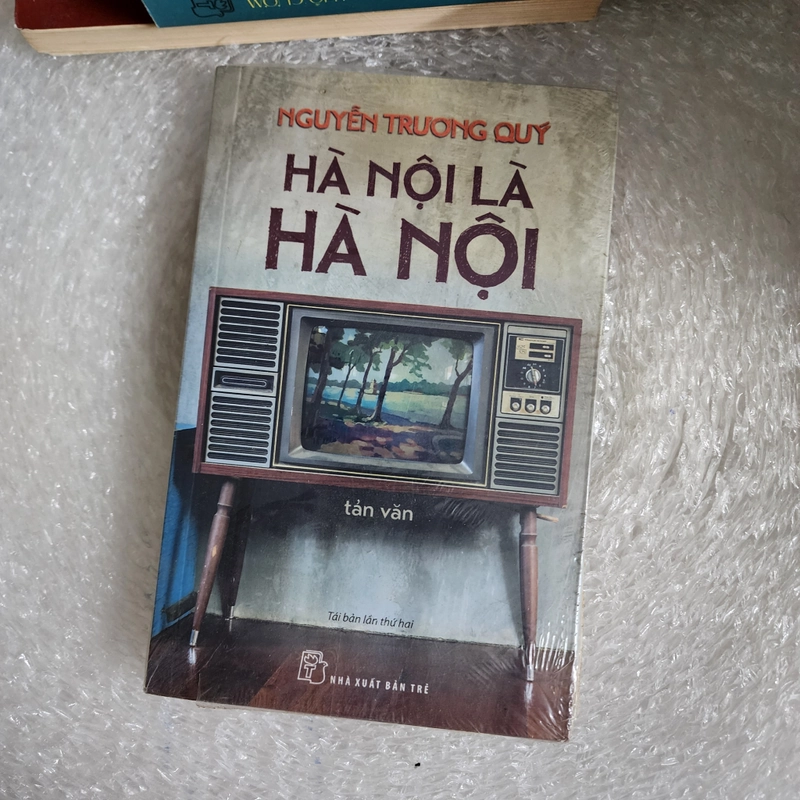 NGUYỄN TRƯƠNG QUÝ
HÀ NỘI LÀ
HÀ NỘI
tản văn
Tái bản lần thứ hai
NHÀ XUẤT BẢN TRẺ